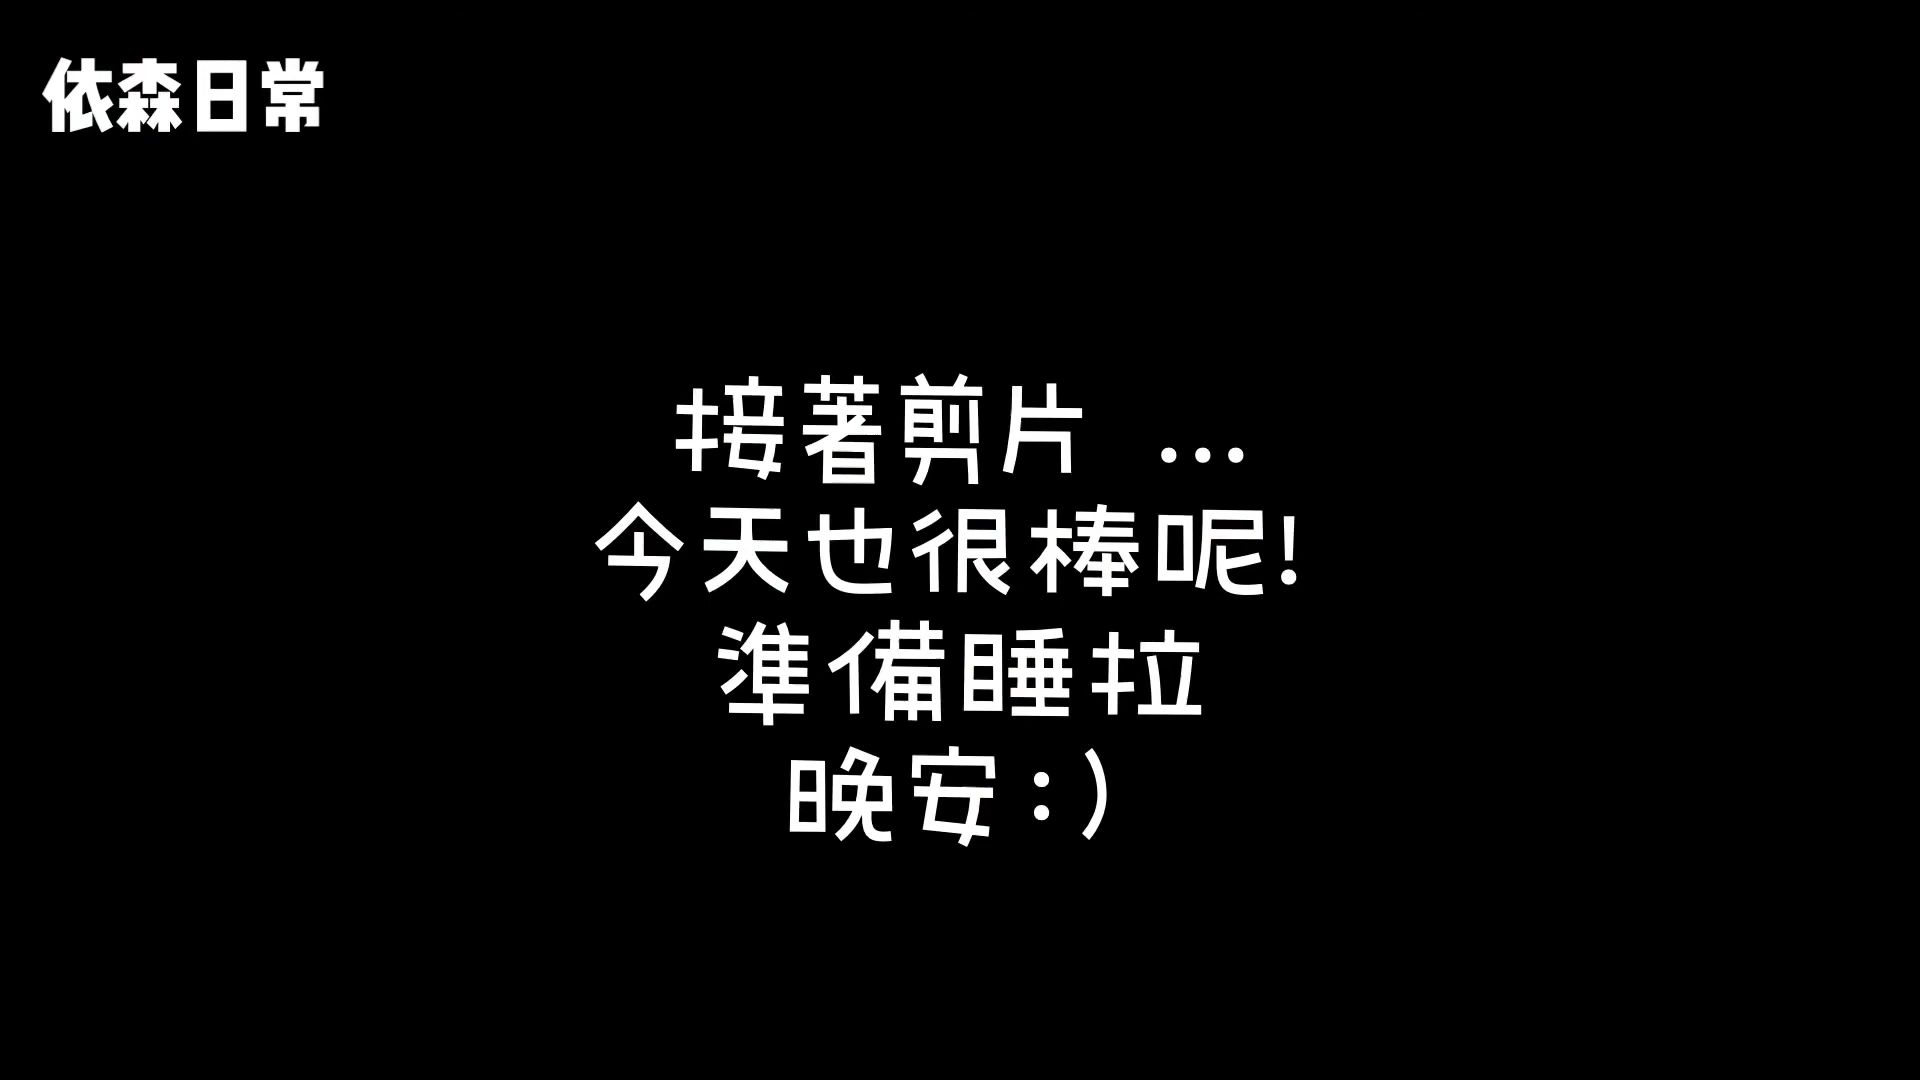 依森日常
接著剪片 ...
今天也很棒呢!
準備睡拉
晚安:)